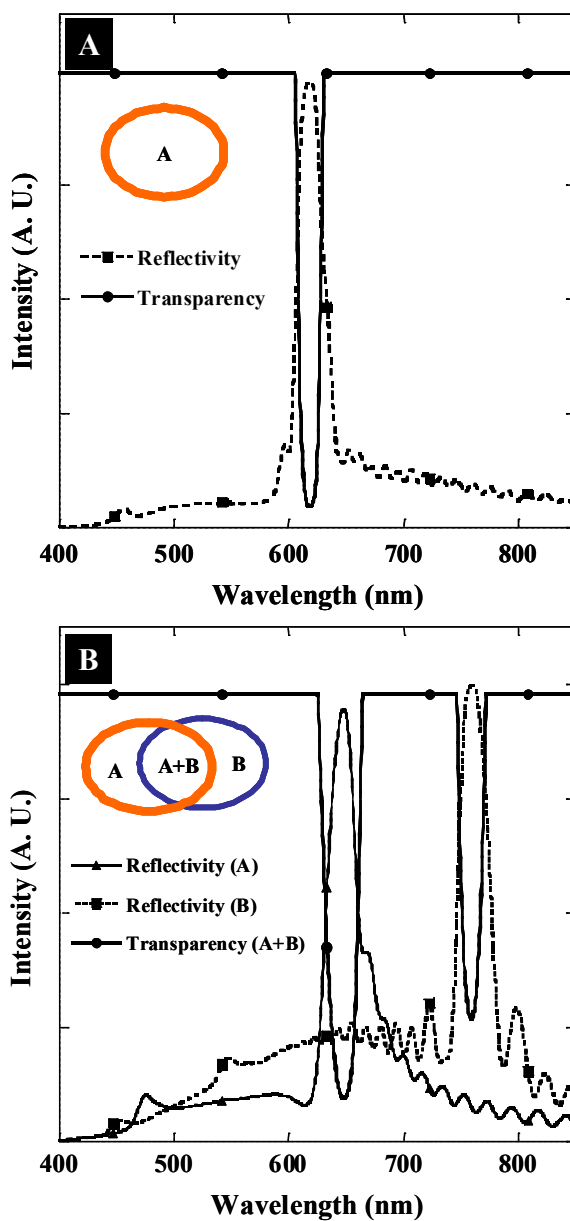 A
Intensity (A. U.)
A
Reflectivity
Transparency
400 500 600 700 800
Wavelength (nm)
B
Intensity (A. U.)
A A+B B
Reflectivity (A)
Reflectivity (B)
Transparency (A+B)
400 500 600 700 800
Wavelength (nm)